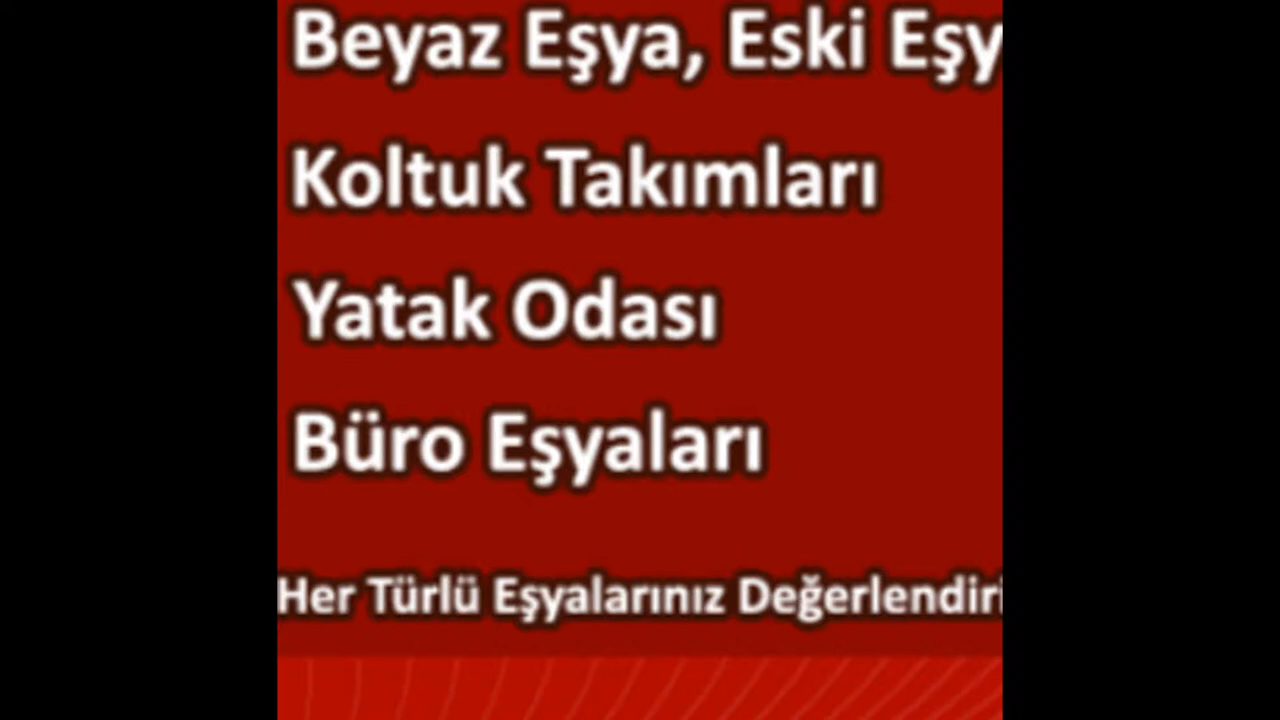 Beyaz Eşya, Eski Eşy
Koltuk Takımları
Yatak Odası
Büro Eşyaları
Her Türlü Eşyalarınız Değerlendiri